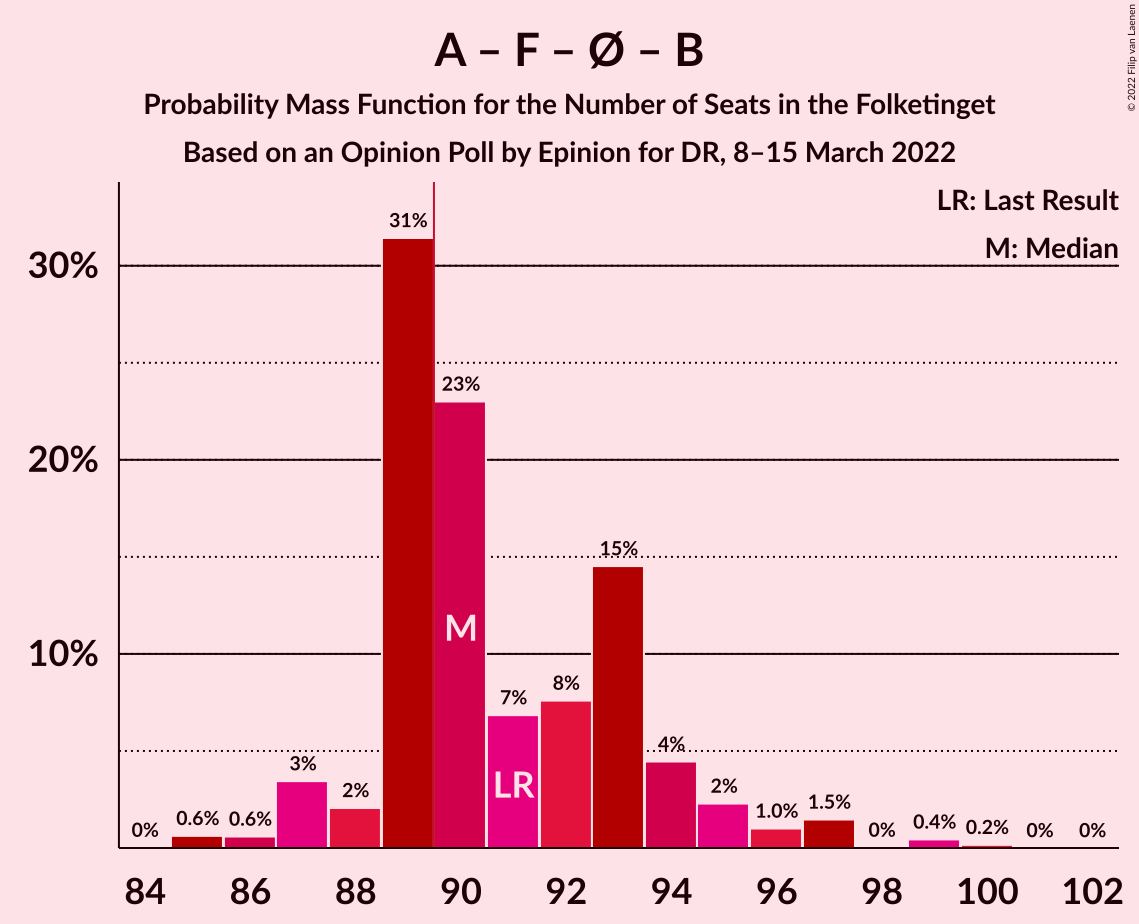 A – F – Ø – B
Probability Mass Function for the Number of Seats in the Folketinget
Based on an Opinion Poll by Epinion for DR, 8–15 March 2022
© 2022 Filip van Laenen
LR: Last Result
M: Median
30%
20%
10%
0%
0.6%
0.6%
3%
2%
31%
23%
7%
8%
15%
4%
2%
1.0%
1.5%
0%
0.4%
0.2%
0%
0%
M
LR
84 86 88 90 92 94 96 98 100 102